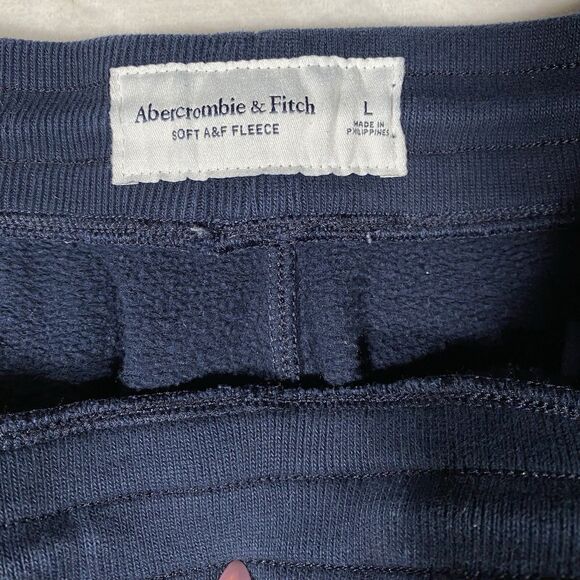 Abercrombie & Fitch
SOFT A&F FLEECE
L
MADE IN
PHILIPPINES